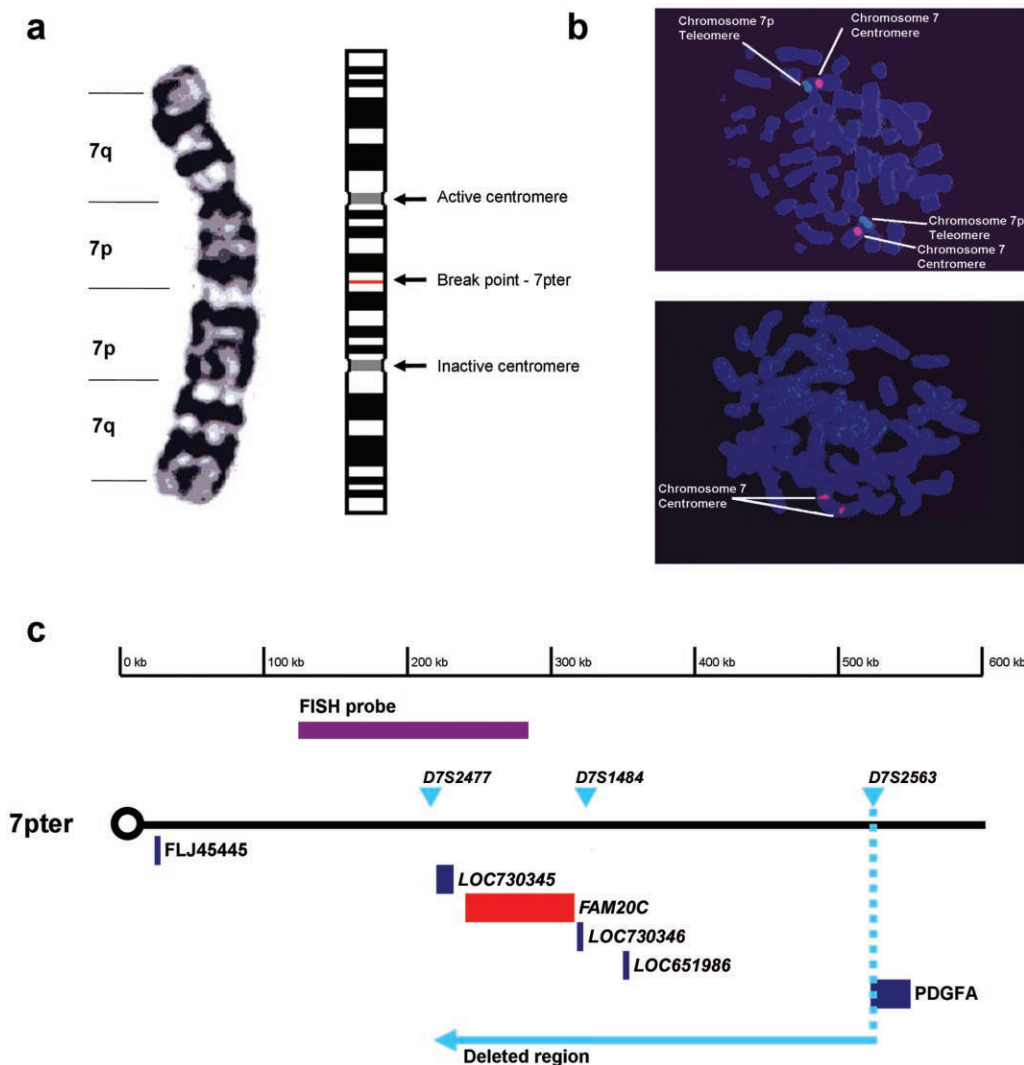 a
7q
7p
7p
7q
Active centromere
Break point - 7pter
Inactive centromere
b
Chromosome 7p
Teleomere
Chromosome 7
Centromere
Chromosome 7p
Teleomere
Chromosome 7
Centromere
Chromosome 7
Centromere
c
0 kb
100 kb
200 kb
300 kb
400 kb
500 kb
600 kb
FISH probe
D7S2477
D7S1484
D7S2563
7pter
FLJ45445
LOC730345
FAM20C
LOC730346
LOC651986
PDGFA
Deleted region